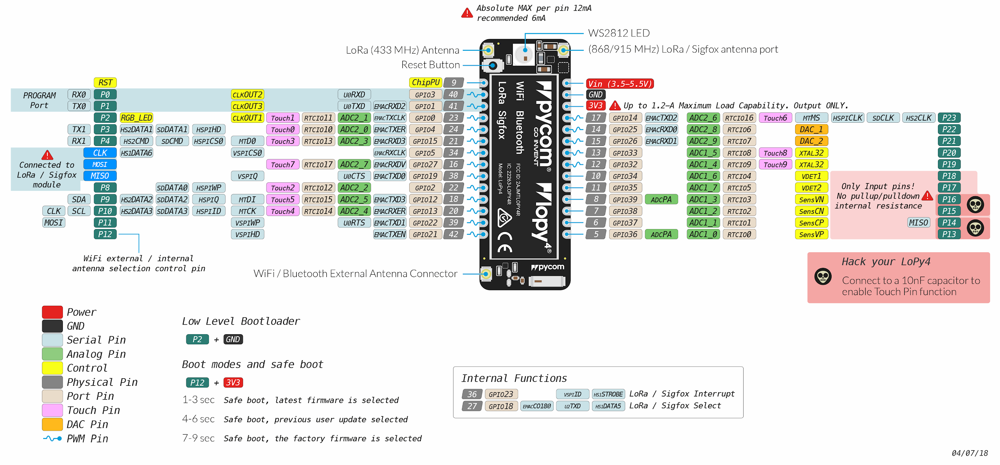 Absolute MAX per pin 12mA
recommended 6mA
WS2812 LED
LoRa (433 MHz) Antenna
(868/915 MHz) LoRa / Sigfox antenna port
Reset Button
RST ChipPU 9 Vin (3.5–5.5V)
PROGRAM Port
RX0 P0 CLKOUT2 U0RXD GPIO3 40 GND
TX0 P1 CLKOUT3 U0TXD EMACRXD2 GPIO1 41 3V3 Up to 1.2–A Maximum Load Capability. Output ONLY.
P2 RGB_LED CLKOUT1 Touch1 RTCIO11 ADC2_1 EMACTXCLK GPIO0 23 17 GPIO14 EMACTXD2 ADC2_6 RTCIO16 Touch6 MTMS HSPICLK SDCLK HS2CLK P23
TX1 P3 HS2DATA1 SDDATA1 HSPIHD Touch0 RTCIO10 ADC2_0 EMACTXER GPIO4 24 14 GPIO25 EMACRXD0 ADC2_8 RTCIO6 DAC_1 P22
RX1 P4 HS2CMD SDCMD HSPICS0 MTD0 Touch3 RTCIO13 ADC2_3 EMACRXD3 GPIO15 21 15 GPIO26 EMACRXD1 ADC2_9 RTCIO7 DAC_2 P21
CLK HS1DATA6 VSPICS0 EMACRXCLK GPIO5 34 13 GPIO33 ADC1_5 RTCIO8 Touch8 XTAL32 P20
Connected to
LoRa / Sigfox
module
MOSI Touch7 RTCIO17 ADC2_7 EMACRXDV GPIO27 16 12 GPIO32 ADC1_4 RTCIO9 Touch9 XTAL32 P19
MISO VSPIQ U0CTS EMACTXD0 GPIO19 38 10 GPIO34 ADC1_6 RTCIO4 VDET1 P18
P8 SDDATA0 HSPIWP Touch2 RTCIO12 ADC2_2 GPIO2 22 11 GPIO35 ADC1_7 RTCIO5 VDET2 P17
SDA P9 HS2DATA2 SDDATA2 HSPIQ MTDI Touch5 RTCIO15 ADC2_5 EMACTXD3 GPIO12 18 8 GPIO39 ADCPA ADC1_3 RTCIO3 SensVN P16
CLK SCL P10 HS2DATA3 SDDATA3 HSPIID MTCK Touch4 RTCIO14 ADC2_4 EMACRXER GPIO13 20 7 GPIO38 ADC1_2 RTCIO2 SensCN P15
MOSI P11 VSPIWP U0RTS EMACTXD1 GPIO22 39 6 GPIO37 ADC1_1 RTCIO1 SensCP MISO P14
P12 VSPIHD EMACTXEN GPIO21 42 5 GPIO36 ADCPA ADC1_0 RTCIO0 SensVP P13
Only Input pins!
No pullup/pulldown
internal resistance
LoRa Sigfox
WiFi Bluetooth
pycom®
GO INVENT
lopy4®
FCC ID: 2AJMTLOPY4R
IC: 22263-LOPY4R
Model: LoPy4
CE
pycom
WiFi external / internal
antenna selection control pin
WiFi / Bluetooth External Antenna Connector
Hack your LoPy4
Connect to a 10nF capacitor to
enable Touch Pin function
Power
GND
Serial Pin
Analog Pin
Control
Physical Pin
Port Pin
Touch Pin
DAC Pin
PWM Pin
Low Level Bootloader
P2 + GND
Boot modes and safe boot
P12 + 3V3
1-3 sec Safe boot, latest firmware is selected
4-6 sec Safe boot, previous user update selected
7-9 sec Safe boot, the factory firmware is selected
Internal Functions
36 GPIO23 VSPIID HS1STROBE LoRa / Sigfox Interrupt
27 GPIO18 EMACCO180 U2TXD HS1DATA5 LoRa / Sigfox Select
04/07/18